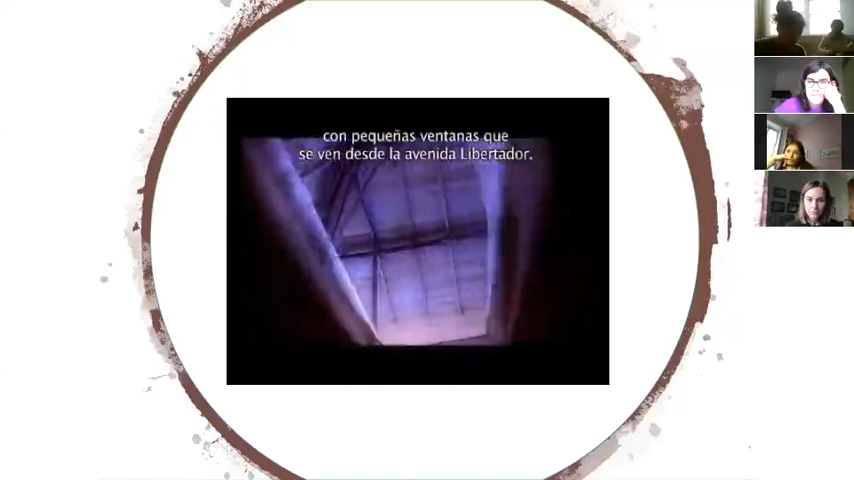 con pequeñas ventanas que
se ven desde la avenida Libertador.